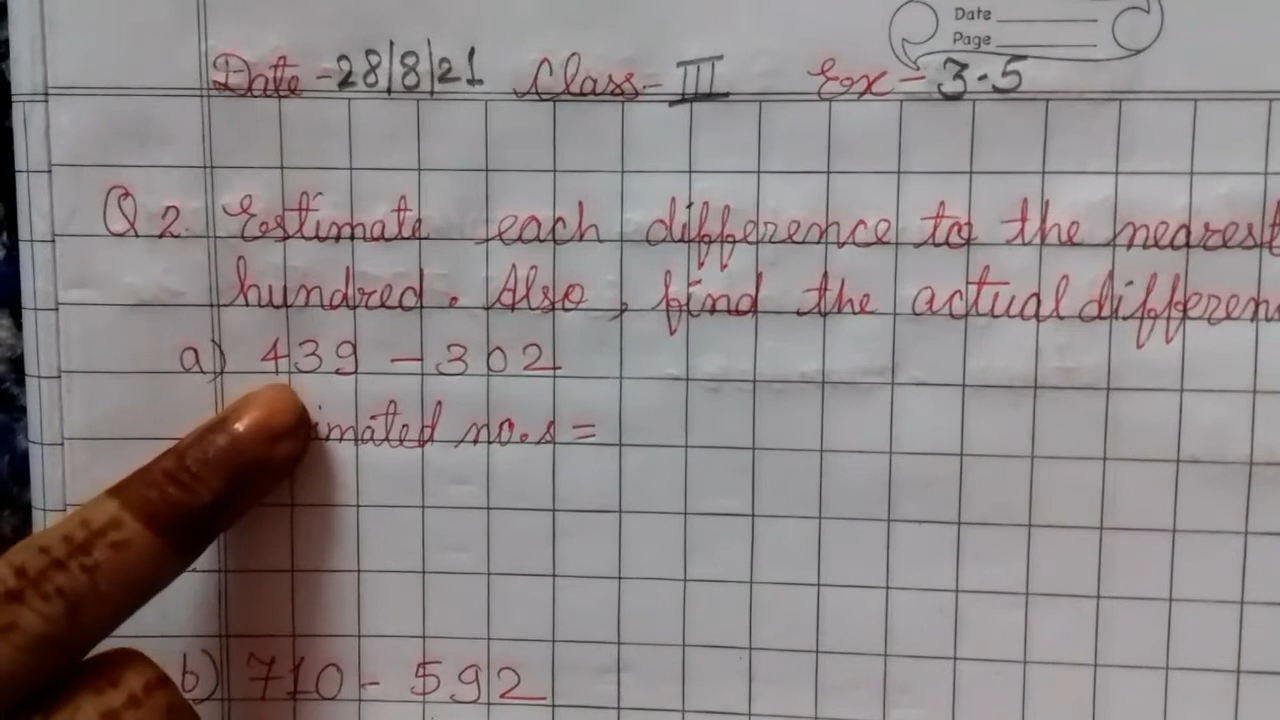 Date
Page
Date - 28/8/21 Class - III Ex - 3.5
Q 2. Estimate each difference to the nearest
hundred. Also, find the actual differen
a) 439 - 302
imated no.s =
b) 710 - 592